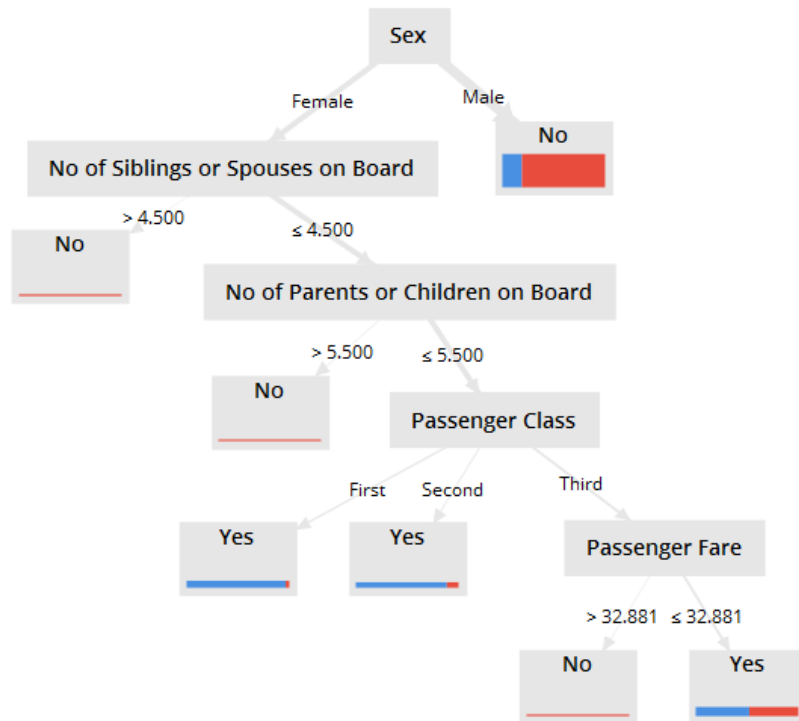 Sex
Female
Male
No
No of Siblings or Spouses on Board
> 4.500
≤ 4.500
No
No of Parents or Children on Board
> 5.500
≤ 5.500
No
Passenger Class
First
Second
Third
Yes
Yes
Passenger Fare
> 32.881
≤ 32.881
No
Yes